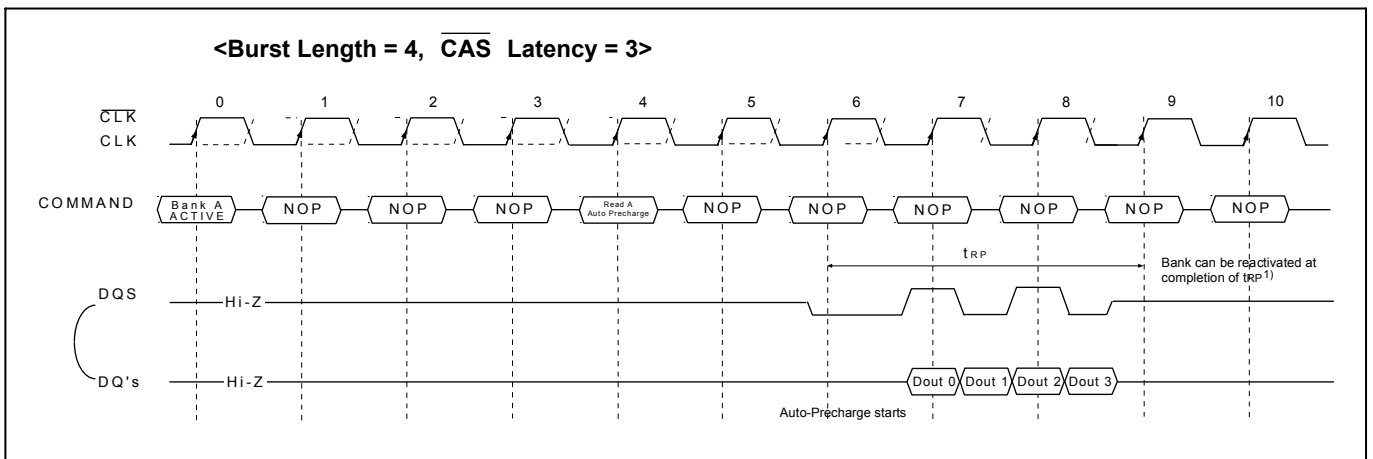 <Burst Length = 4, CAS Latency = 3>
0 1 2 3 4 5 6 7 8 9 10
CLK
CLK
COMMAND Bank A ACTIVE NOP NOP NOP Read A Auto Precharge NOP NOP NOP NOP NOP NOP
tRP
Bank can be reactivated at
completion of tRP1)
DQS Hi-Z
DQ's Hi-Z Dout 0 Dout 1 Dout 2 Dout 3
Auto-Precharge starts